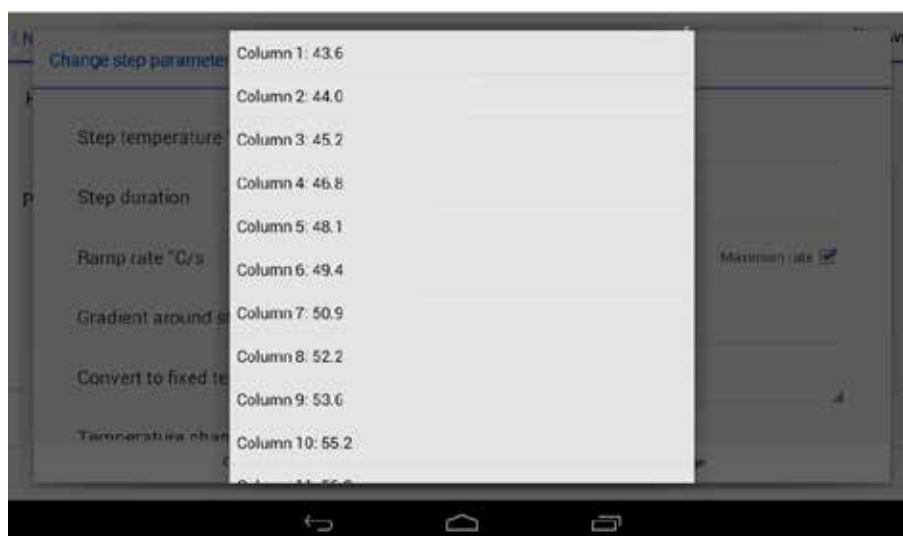 Change step paramete
Column 1: 43.6
Column 2: 44.0
Step temperature
Column 3: 45.2
Column 4: 46.8
Step duration
Column 5: 48.1
Ramp rate °C/s
Column 6: 49.4
Maximum rate
Gradient around s
Column 7: 50.9
Column 8: 52.2
Convert to fixed te
Column 9: 53.6
Temperature chan
Column 10: 55.2